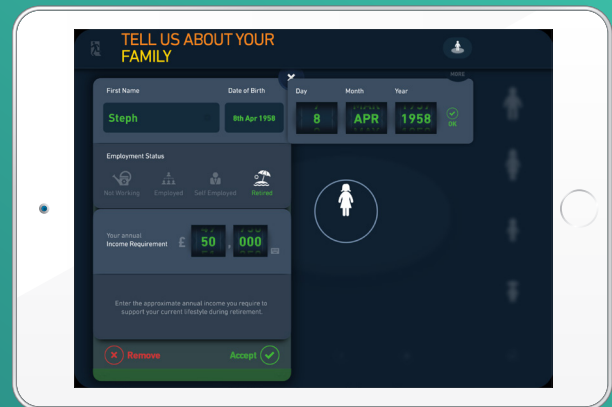 TELL US ABOUT YOUR
FAMILY
MORE
First Name
Date of Birth
Day
Month
Year
Steph
8th Apr 1958
8
APR
1958
OK
Employment Status
Not Working
Employed
Self Employed
Retired
Your annual
Income Requirement
£
50
,
000
Enter the approximate annual income you require to
support your current lifestyle during retirement.
Remove
Accept